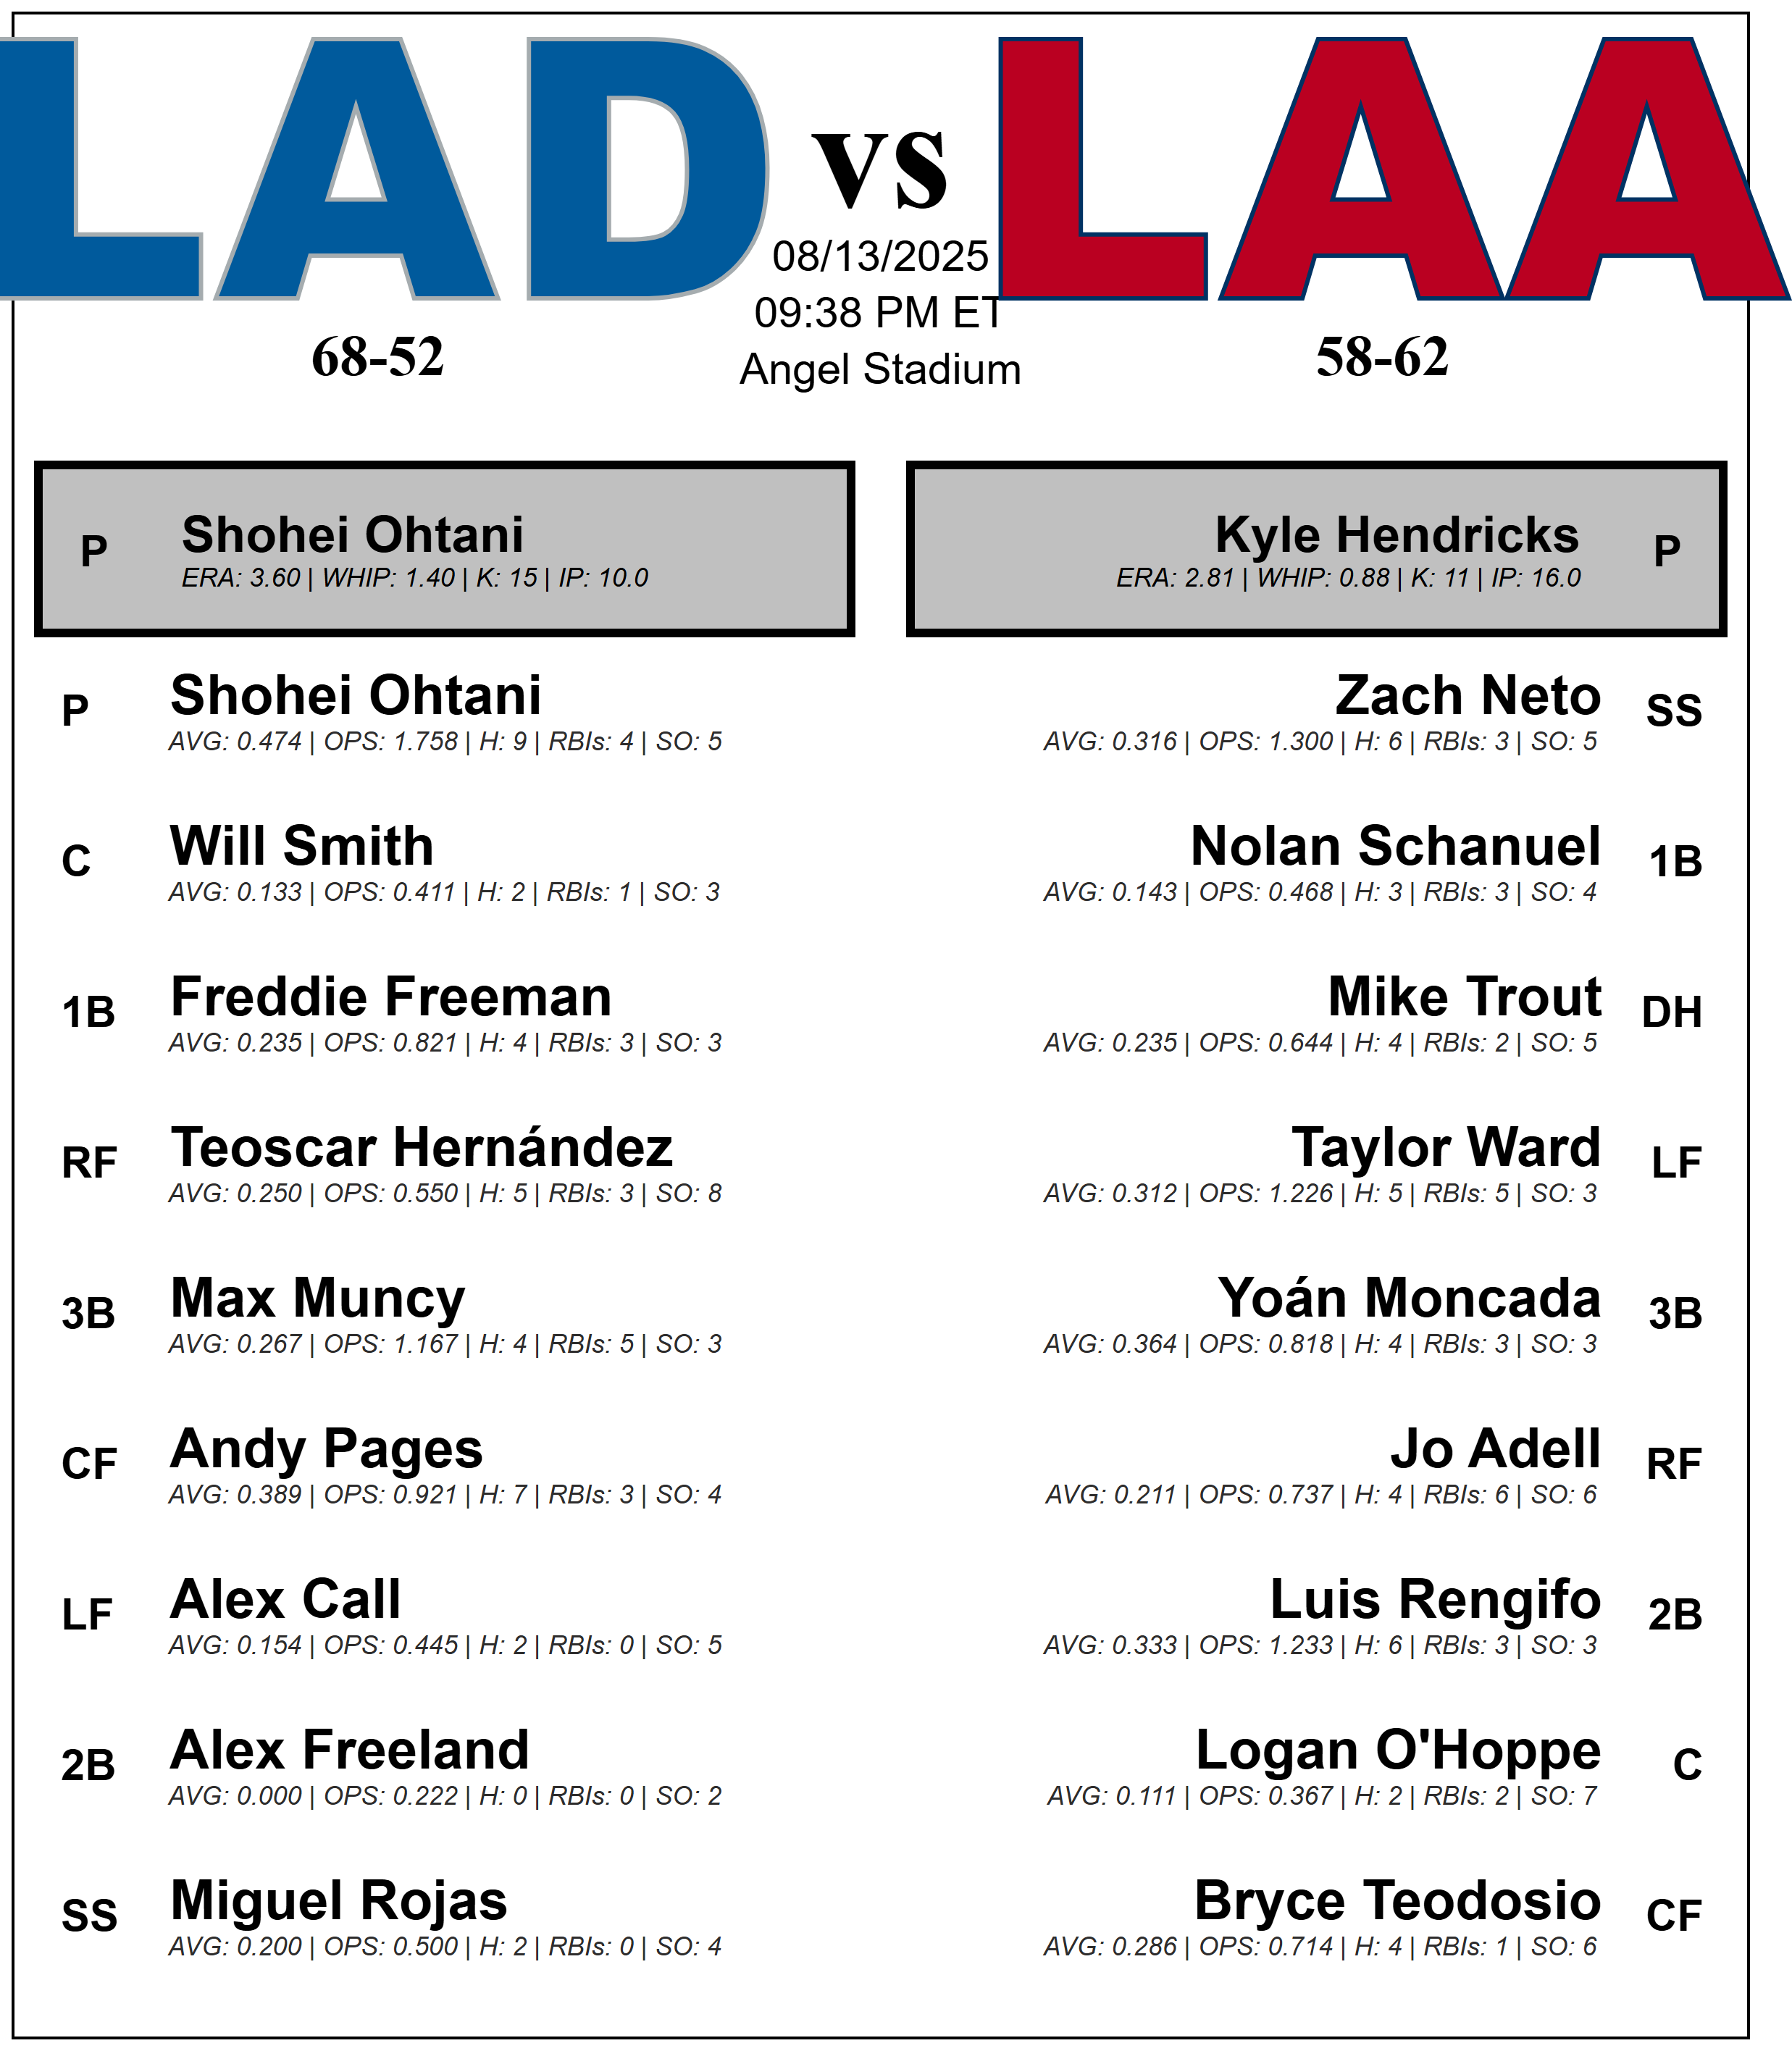 LAD vs LAA
08/13/2025
09:38 PM ET
Angel Stadium
68-52
58-62
P
Shohei Ohtani
ERA: 3.60 | WHIP: 1.40 | K: 15 | IP: 10.0
Kyle Hendricks
P
ERA: 2.81 | WHIP: 0.88 | K: 11 | IP: 16.0
P
Shohei Ohtani
AVG: 0.474 | OPS: 1.758 | H: 9 | RBIs: 4 | SO: 5
Zach Neto
SS
AVG: 0.316 | OPS: 1.300 | H: 6 | RBIs: 3 | SO: 5
C
Will Smith
AVG: 0.133 | OPS: 0.411 | H: 2 | RBIs: 1 | SO: 3
Nolan Schanuel
1B
AVG: 0.143 | OPS: 0.468 | H: 3 | RBIs: 3 | SO: 4
1B
Freddie Freeman
AVG: 0.235 | OPS: 0.821 | H: 4 | RBIs: 3 | SO: 3
Mike Trout
DH
AVG: 0.235 | OPS: 0.644 | H: 4 | RBIs: 2 | SO: 5
RF
Teoscar Hernández
AVG: 0.250 | OPS: 0.550 | H: 5 | RBIs: 3 | SO: 8
Taylor Ward
LF
AVG: 0.312 | OPS: 1.226 | H: 5 | RBIs: 5 | SO: 3
3B
Max Muncy
AVG: 0.267 | OPS: 1.167 | H: 4 | RBIs: 5 | SO: 3
Yoán Moncada
3B
AVG: 0.364 | OPS: 0.818 | H: 4 | RBIs: 3 | SO: 3
CF
Andy Pages
AVG: 0.389 | OPS: 0.921 | H: 7 | RBIs: 3 | SO: 4
Jo Adell
RF
AVG: 0.211 | OPS: 0.737 | H: 4 | RBIs: 6 | SO: 6
LF
Alex Call
AVG: 0.154 | OPS: 0.445 | H: 2 | RBIs: 0 | SO: 5
Luis Rengifo
2B
AVG: 0.333 | OPS: 1.233 | H: 6 | RBIs: 3 | SO: 3
2B
Alex Freeland
AVG: 0.000 | OPS: 0.222 | H: 0 | RBIs: 0 | SO: 2
Logan O'Hoppe
C
AVG: 0.111 | OPS: 0.367 | H: 2 | RBIs: 2 | SO: 7
SS
Miguel Rojas
AVG: 0.200 | OPS: 0.500 | H: 2 | RBIs: 0 | SO: 4
Bryce Teodosio
CF
AVG: 0.286 | OPS: 0.714 | H: 4 | RBIs: 1 | SO: 6